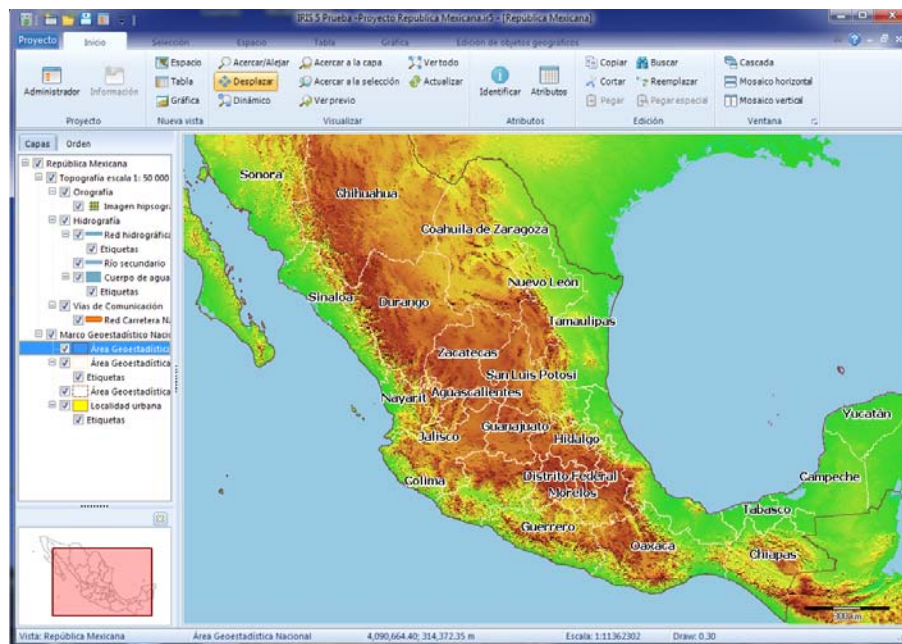 IRIS 5 Prueba -Proyecto Republica Mexicana.ir5 - [República Mexicana]
Proyecto Inicio Selección Espacio Tabla Gráfica Edición de objetos geográficos
Administrador Información
Proyecto
Espacio
Tabla
Gráfica
Nueva vista
Acercar/Alejar Acercar a la capa Ver todo
Desplazar Acercar a la selección Actualizar
Dinámico Ver previo
Visualizar
Identificar Atributos
Atributos
Copiar Buscar
Cortar Reemplazar
Pegar Pegar especial
Edición
Cascada
Mosaico horizontal
Mosaico vertical
Ventana
Capas Orden
República Mexicana
Topografía escala 1: 50 000
Orografía
Imagen hipsogr
Hidrografía
Red hidrográfica
Etiquetas
Río secundario
Cuerpo de agua
Etiquetas
Vias de Comunicación
Red Carretera N
Marco Geoestadístico Naci
Área Geoestadístic
Área Geoestadística
Etiquetas
Área Geoestadística
Localidad urbana
Etiquetas
Sonora
Chihuahua
Coahuila de Zaragoza
Nuevo León
Sinaloa
Durango
Tamaulipas
Zacatecas
San Luis Potosí
Aguascalientes
Nayarit
Guanajuato
Jalisco
Hidalgo
Yucatán
Colima
Distrito Federal
Morelos
Campeche
Tabasco
Guerrero
Oaxaca
Chiapas
300 km
Vista: República Mexicana Área Geoestadística Nacional 4,090,664.40; 314,372.35 m Escala: 1:11362302 Draw: 0.30